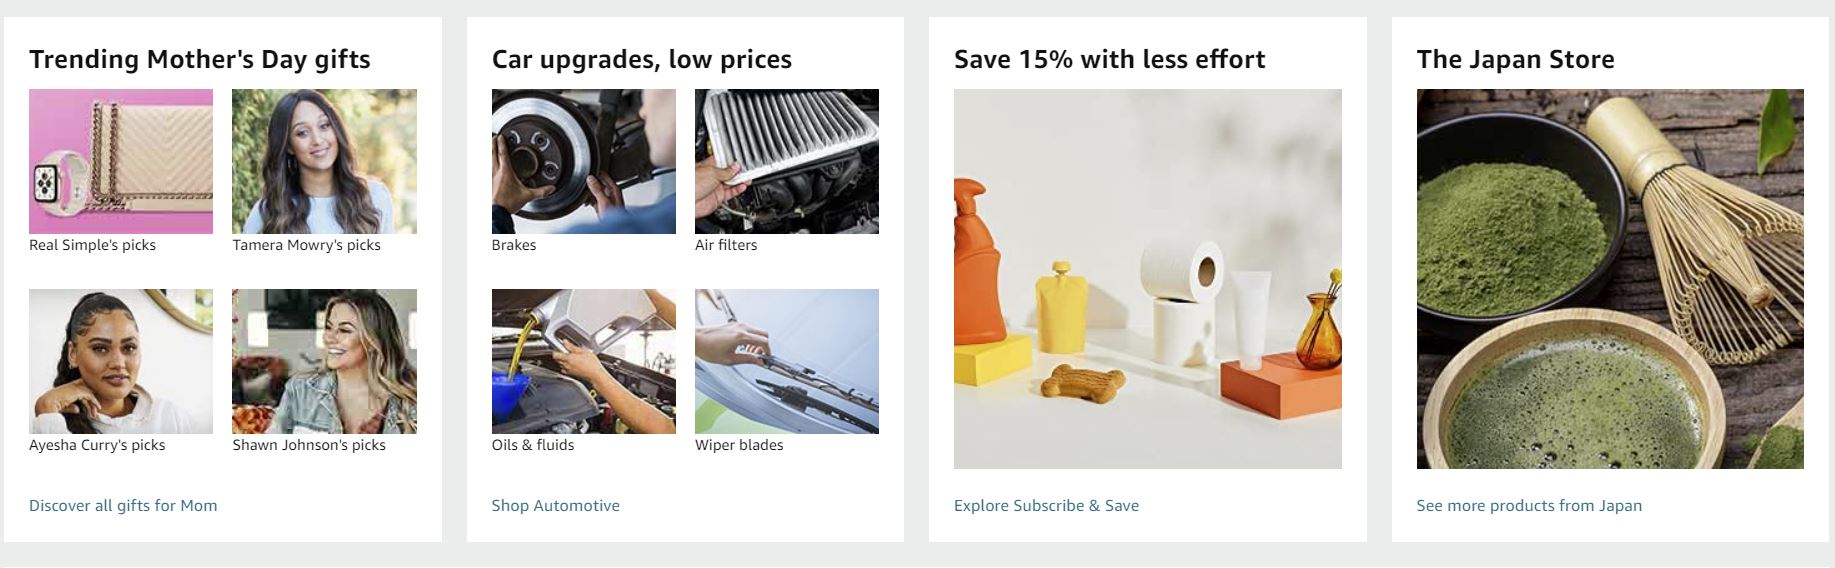 Trending Mother's Day gifts
Real Simple's picks
Tamera Mowry's picks
Ayesha Curry's picks
Shawn Johnson's picks
Discover all gifts for Mom
Car upgrades, low prices
Brakes
Air filters
Oils & fluids
Wiper blades
Shop Automotive
Save 15% with less effort
Explore Subscribe & Save
The Japan Store
See more products from Japan